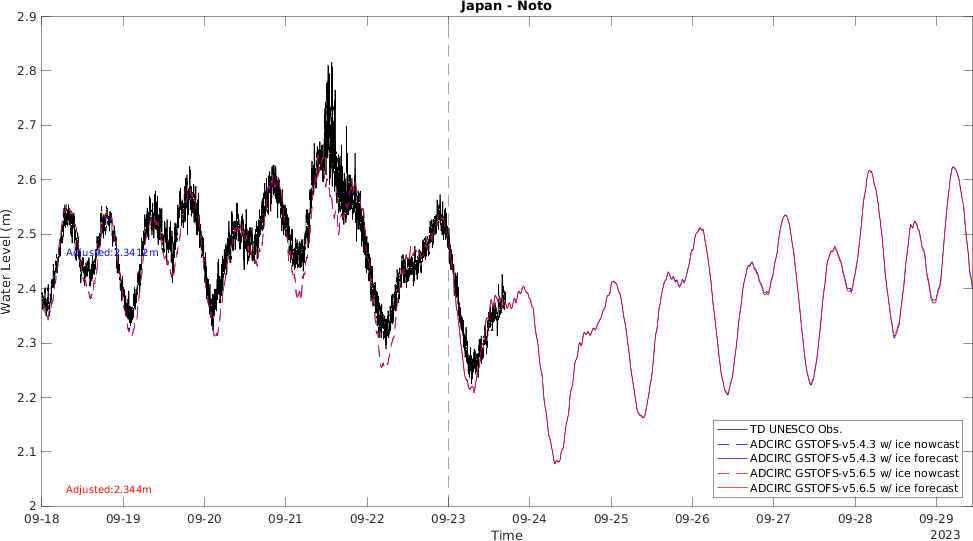 Japan - Noto
2.9
2.8
2.7
2.6
2.5
2.4
2.3
2.2
2.1
2
Water Level (m)
Adjusted:2.3412m
Adjusted:2.344m
TD UNESCO Obs.
ADCIRC GSTOFS-v5.4.3 w/ ice nowcast
ADCIRC GSTOFS-v5.4.3 w/ ice forecast
ADCIRC GSTOFS-v5.6.5 w/ ice nowcast
ADCIRC GSTOFS-v5.6.5 w/ ice forecast
09-18 09-19 09-20 09-21 09-22 09-23 09-24 09-25 09-26 09-27 09-28 09-29
Time
2023